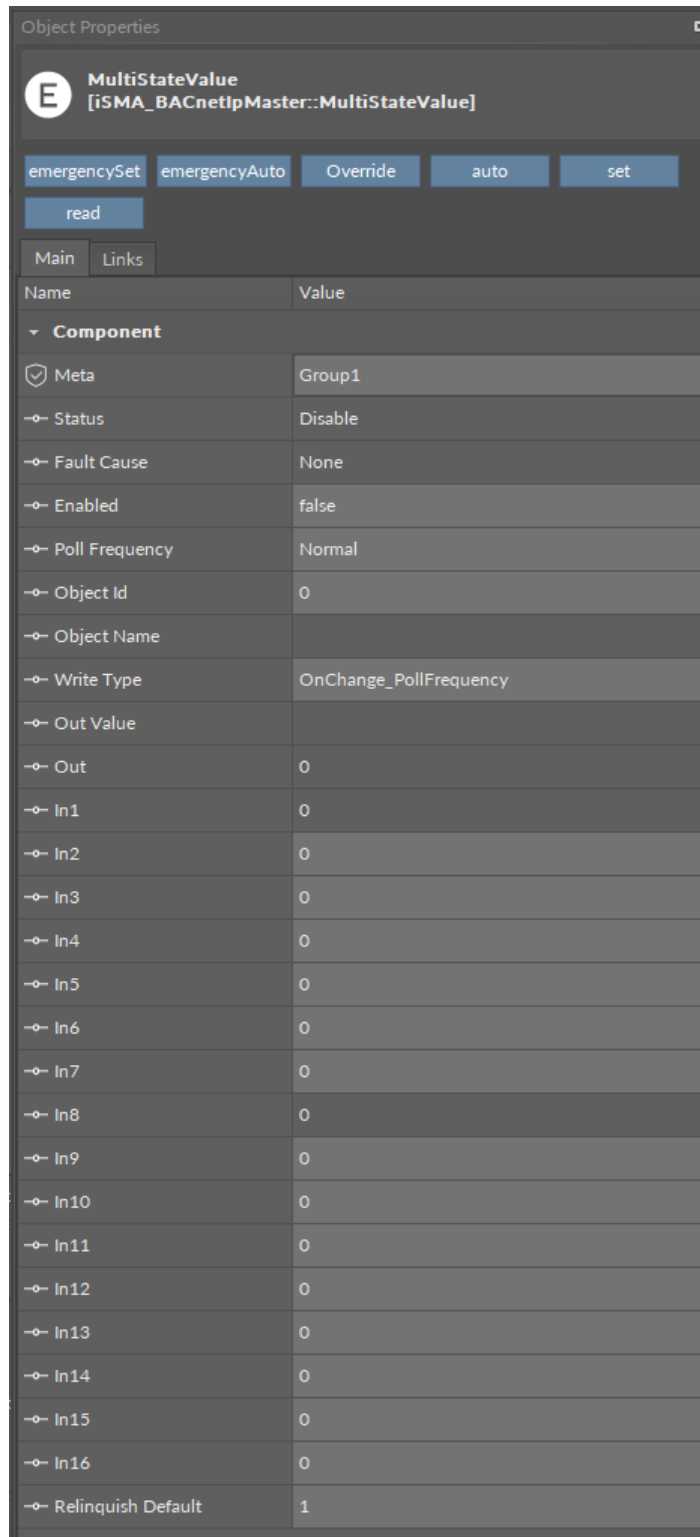 Object Properties
E
MultiStateValue
[iSMA_BACnetIpMaster::MultiStateValue]
emergencySet emergencyAuto Override auto set
read
Main Links
Name Value
Component
Meta Group1
Status Disable
Fault Cause None
Enabled false
Poll Frequency Normal
Object Id 0
Object Name
Write Type OnChange_PollFrequency
Out Value
Out 0
In1 0
In2 0
In3 0
In4 0
In5 0
In6 0
In7 0
In8 0
In9 0
In10 0
In11 0
In12 0
In13 0
In14 0
In15 0
In16 0
Relinquish Default 1